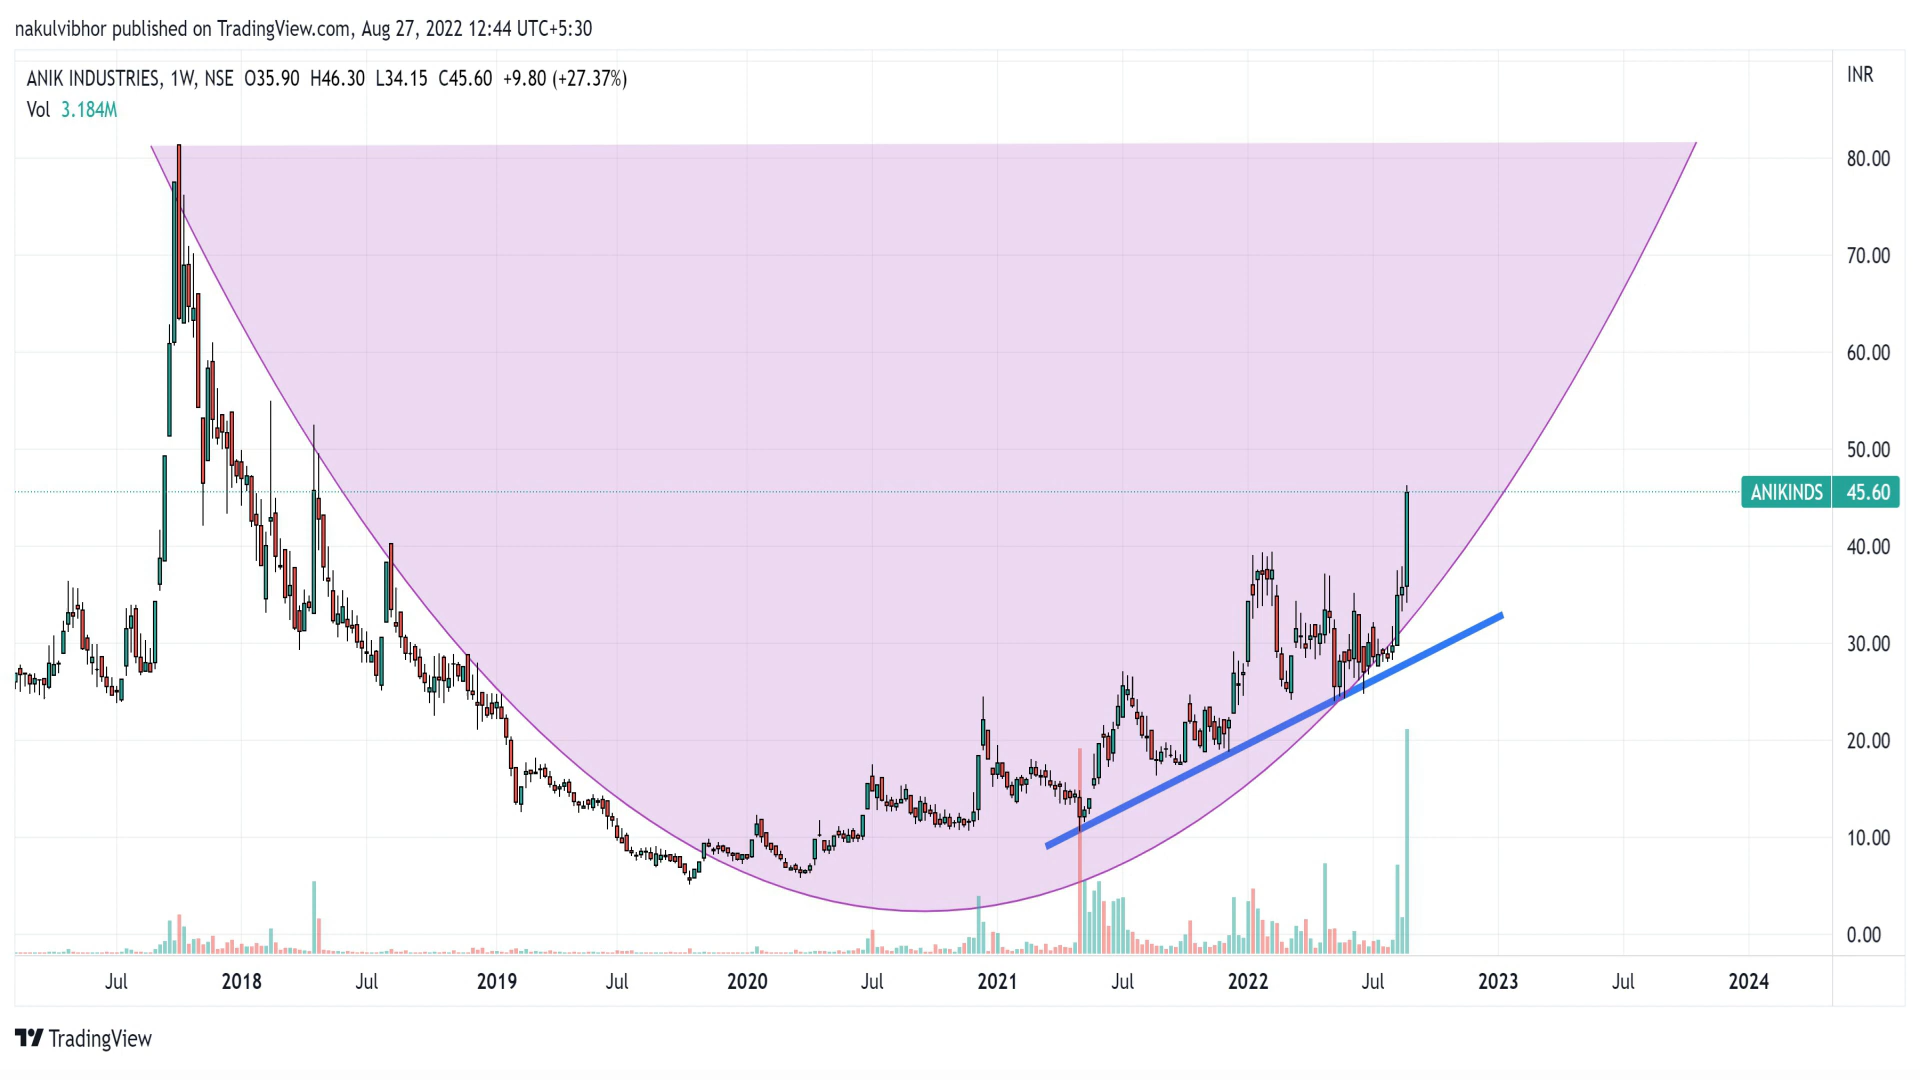 nakulvibhor published on TradingView.com, Aug 27, 2022 12:44 UTC+5:30
ANIK INDUSTRIES, 1W, NSE O35.90 H46.30 L34.15 C45.60 +9.80 (+27.37%)
INR
Vol 3.184M
80.00
70.00
60.00
50.00
ANIKINDS 45.60
40.00
30.00
20.00
10.00
0.00
Jul 2018 Jul 2019 Jul 2020 Jul 2021 Jul 2022 Jul 2023 Jul 2024
TradingView